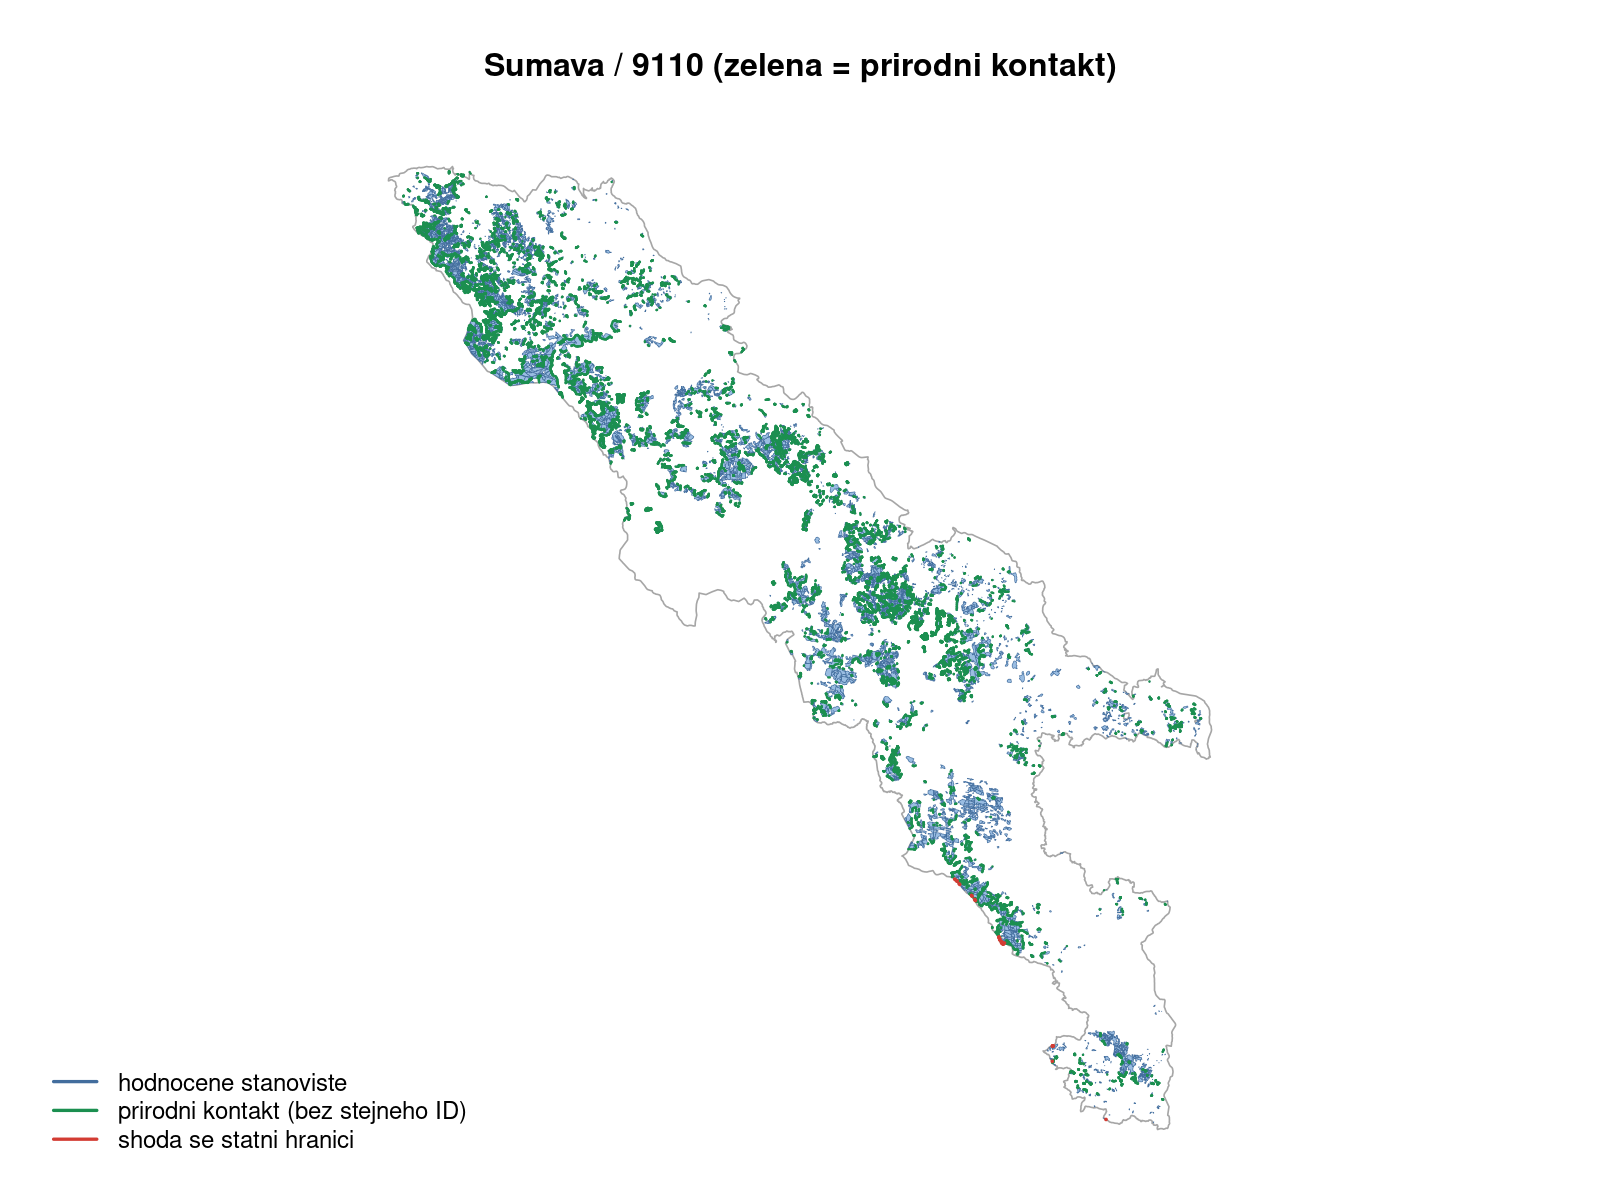 Sumava / 9110 (zelena = prirodni kontakt)
hodnocene stanoviste
prirodni kontakt (bez stejneho ID)
shoda se statni hranici